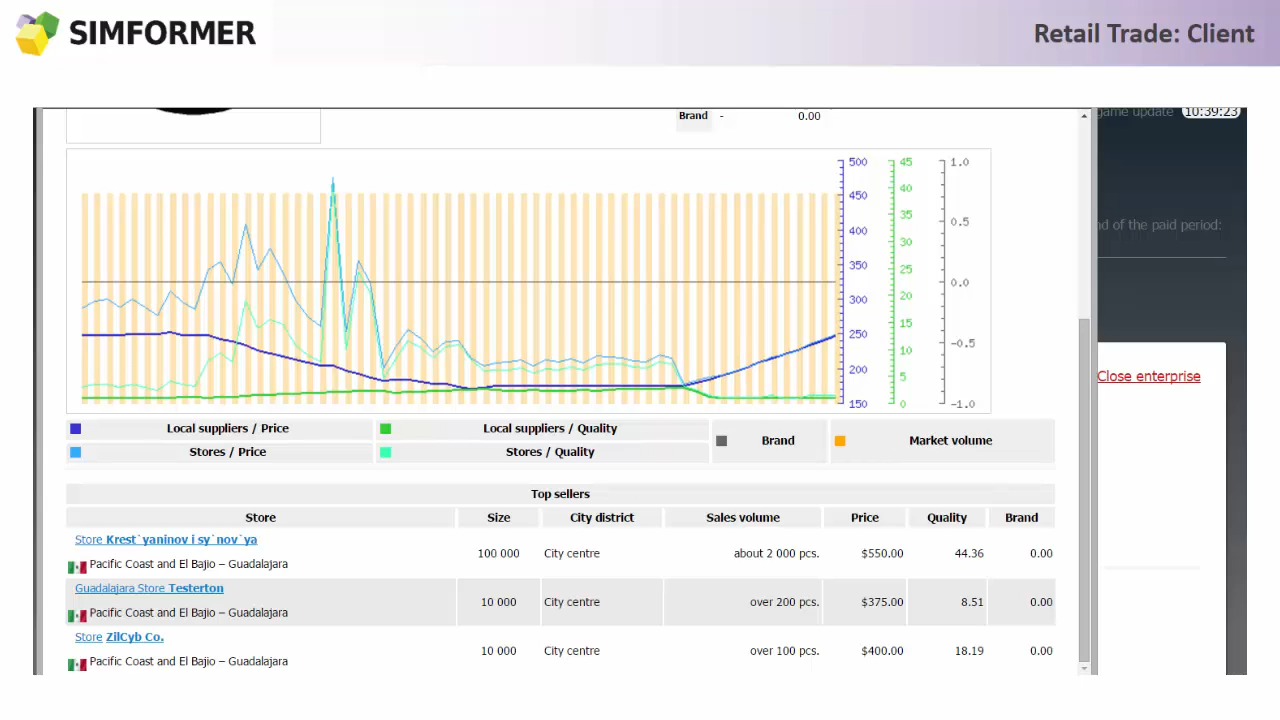 SIMFORMER
Retail Trade: Client
game update 10:39:23
Brand - 0.00
nd of the paid period:
Close enterprise
500 45 1.0
450 40
400 35 0.5
350 30
300 25 0.0
250 20
200 15 −0.5
150 10
5
0 −1.0
Local suppliers / Price Local suppliers / Quality Brand Market volume
Stores / Price Stores / Quality
Top sellers
Store Size City district Sales volume Price Quality Brand
Store Krest`yaninov i sy`nov`ya
100 000 City centre about 2 000 pcs. $550.00 44.36 0.00
Pacific Coast and El Bajio – Guadalajara
Guadalajara Store Testerton
10 000 City centre over 200 pcs. $375.00 8.51 0.00
Pacific Coast and El Bajio – Guadalajara
Store ZilCyb Co.
10 000 City centre over 100 pcs. $400.00 18.19 0.00
Pacific Coast and El Bajio – Guadalajara